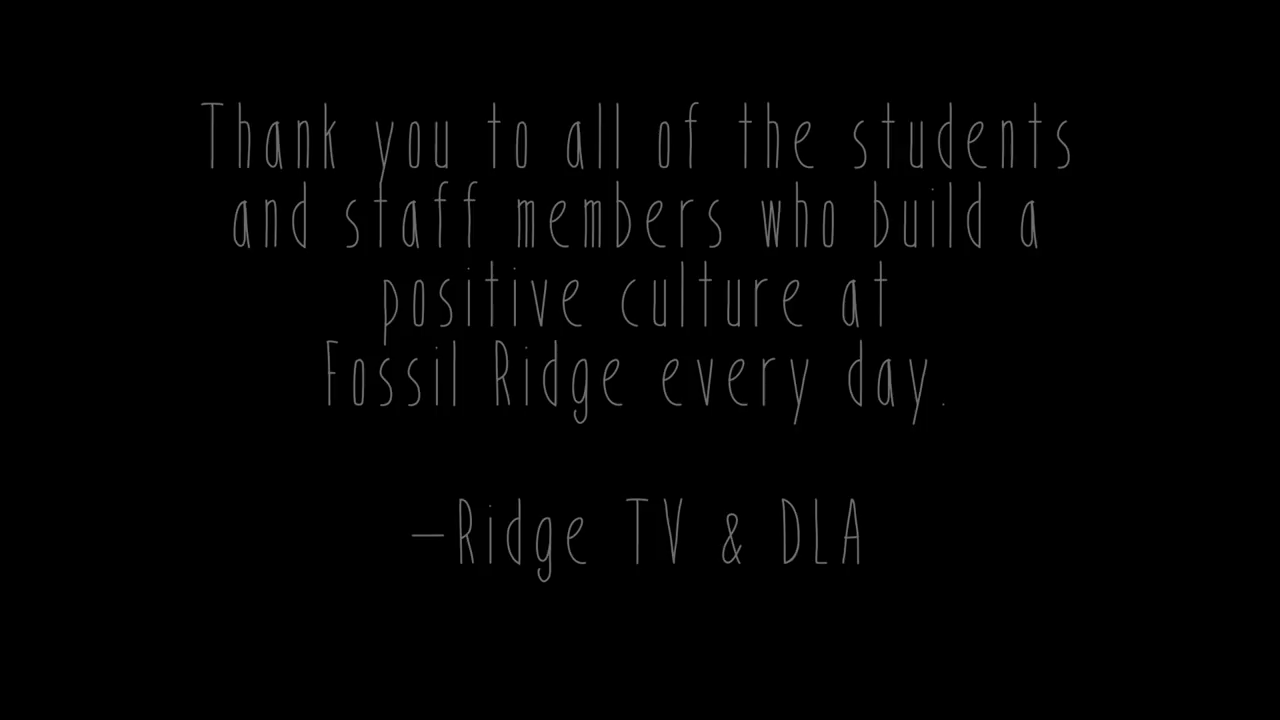 Thank you to all of the students
and staff members who build a
positive culture at
Fossil Ridge every day.
–Ridge TV & DLA